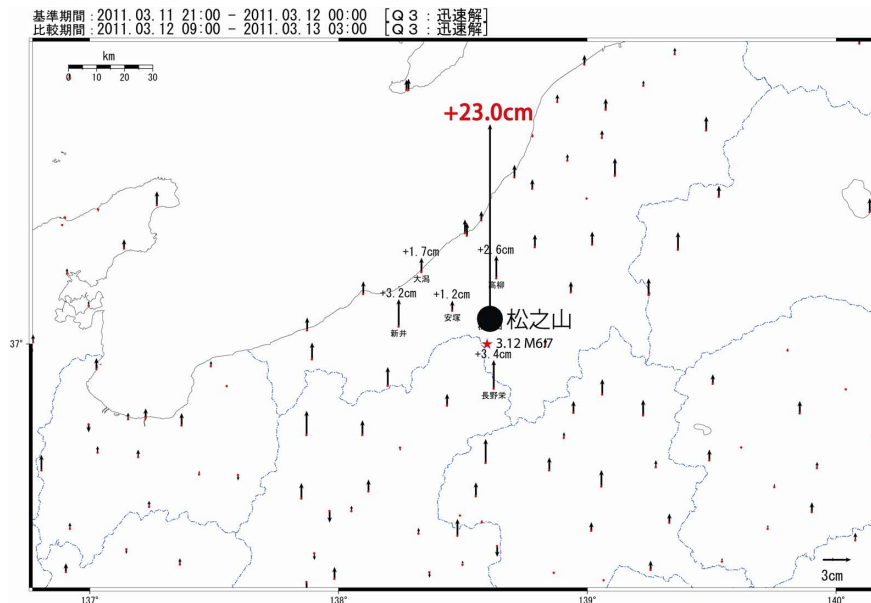 基準期間：2011.03.11 21:00 － 2011.03.12 00:00 ［Ｑ３：迅速解］
比較期間：2011.03.12 09:00 － 2011.03.13 03:00 ［Ｑ３：迅速解］
km
0 10 20 30
+23.0cm
+1.7cm
大潟
+2.6cm
高柳
+3.2cm
新井
+1.2cm
安塚
松之山
37°
3.12 M6.7
+3.4cm
長野栄
3cm
137°
138°
139°
140°